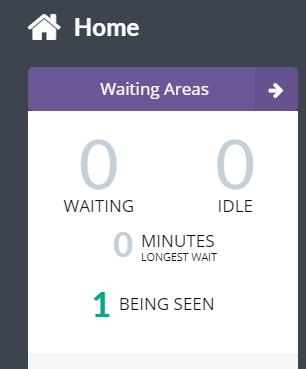 Home
Waiting Areas
0 0
WAITING IDLE
0 MINUTES
LONGEST WAIT
1 BEING SEEN